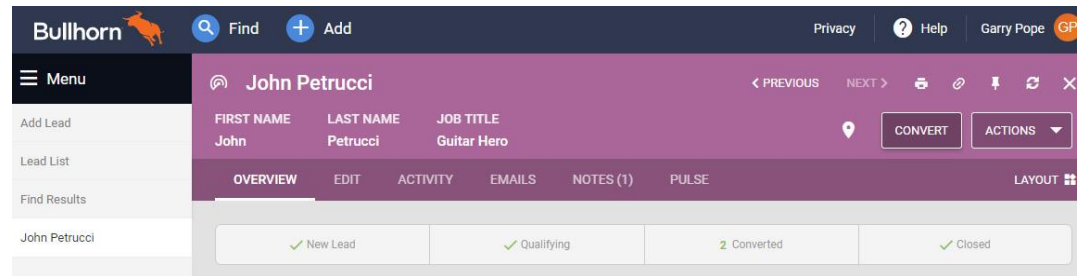 Bullhorn Find Add Privacy ? Help Garry Pope GP
Menu
John Petrucci < PREVIOUS NEXT >
Add Lead
FIRST NAME LAST NAME JOB TITLE
John Petrucci Guitar Hero
CONVERT ACTIONS
Lead List
OVERVIEW EDIT ACTIVITY EMAILS NOTES (1) PULSE LAYOUT
Find Results
John Petrucci
New Lead Qualifying 2 Converted Closed